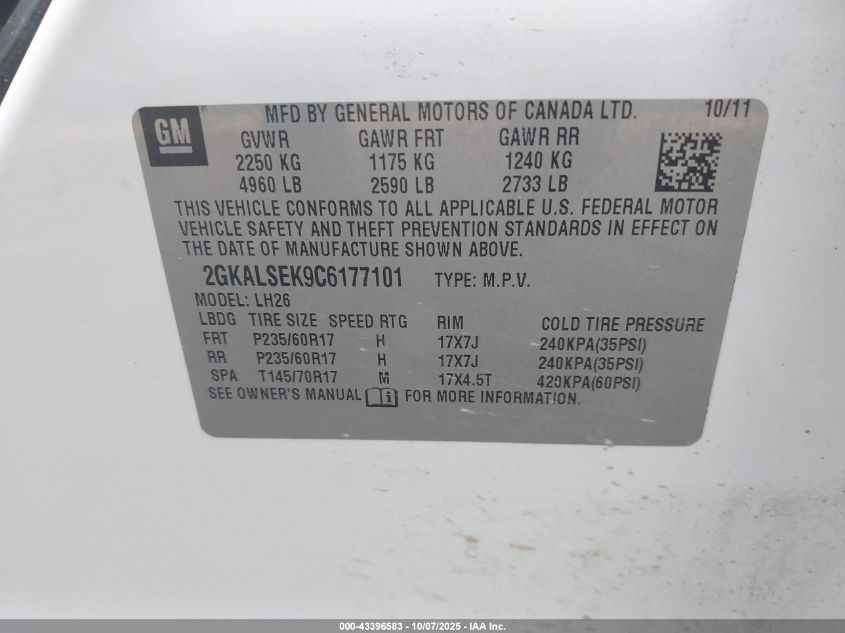 GM
MFD BY GENERAL MOTORS OF CANADA LTD. 10/11
GVWR GAWR FRT GAWR RR
2250 KG 1175 KG 1240 KG
4960 LB 2590 LB 2733 LB
THIS VEHICLE CONFORMS TO ALL APPLICABLE U.S. FEDERAL MOTOR
VEHICLE SAFETY AND THEFT PREVENTION STANDARDS IN EFFECT ON
THE DATE OF MANUFACTURE SHOWN ABOVE.
2GKALSEK9C6177101 TYPE: M.P.V.
MODEL: LH26
LBDG TIRE SIZE SPEED RTG RIM COLD TIRE PRESSURE
FRT P235/60R17 H 17X7J 240KPA(35PSI)
RR P235/60R17 H 17X7J 240KPA(35PSI)
SPA T145/70R17 M 17X4.5T 420KPA(60PSI)
SEE OWNER'S MANUAL FOR MORE INFORMATION.
000-43396583 - 10/07/2025 - IAA Inc.